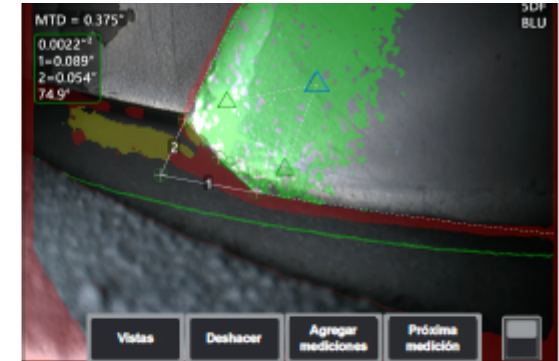 MTD = 0.375"
SDF
BLU
0.0022"²
1=0.089"
2=0.054"
74.9°
2
1
Vistas
Deshacer
Agregar
mediciones
Próxima
medición